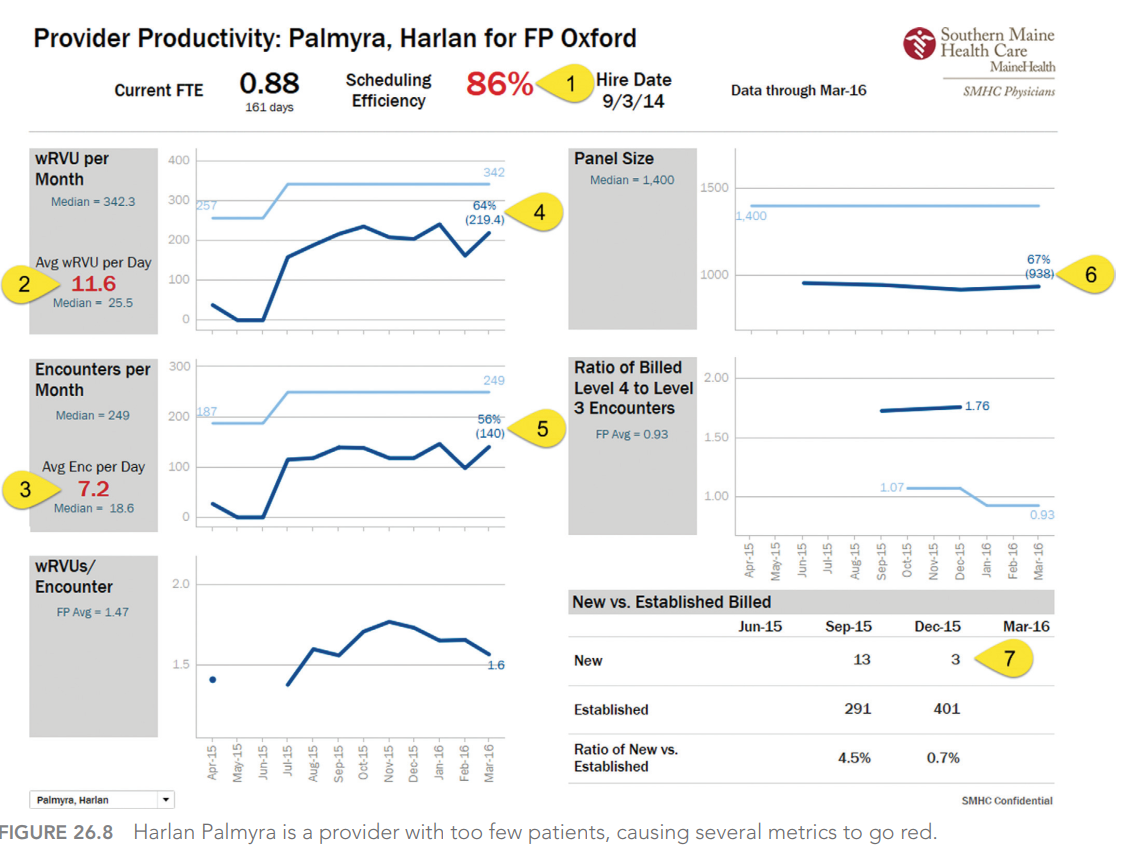 Provider Productivity: Palmyra, Harlan for FP Oxford
Southern Maine
Health Care
MaineHealth
SMHC Physicians
Current FTE
0.88
161 days
Scheduling
Efficiency
86%
1
Hire Date
9/3/14
Data through Mar-16
wRVU per
Month
Median = 342.3
Avg wRVU per Day
2
11.6
Median = 25.5
400
300
200
100
0
257
342
64%
(219.4)
4
Panel Size
Median = 1,400
1500
1000
1,400
67%
(938)
6
Encounters per
Month
Median = 249
Avg Enc per Day
3
7.2
Median = 18.6
300
200
100
0
187
249
56%
(140)
5
Ratio of Billed
Level 4 to Level
3 Encounters
FP Avg = 0.93
2.00
1.50
1.00
1.76
1.07
0.93
Apr-15
May-15
Jun-15
Jul-15
Aug-15
Sep-15
Oct-15
Nov-15
Dec-15
Jan-16
Feb-16
Mar-16
wRVUs/
Encounter
FP Avg = 1.47
2.0
1.5
1.6
Apr-15
May-15
Jun-15
Jul-15
Aug-15
Sep-15
Oct-15
Nov-15
Dec-15
Jan-16
Feb-16
Mar-16
New vs. Established Billed
Jun-15 Sep-15 Dec-15 Mar-16
New 13 3
7
Established 291 401
Ratio of New vs.
Established 4.5% 0.7%
Palmyra, Harlan
SMHC Confidential
FIGURE 26.8 Harlan Palmyra is a provider with too few patients, causing several metrics to go red.